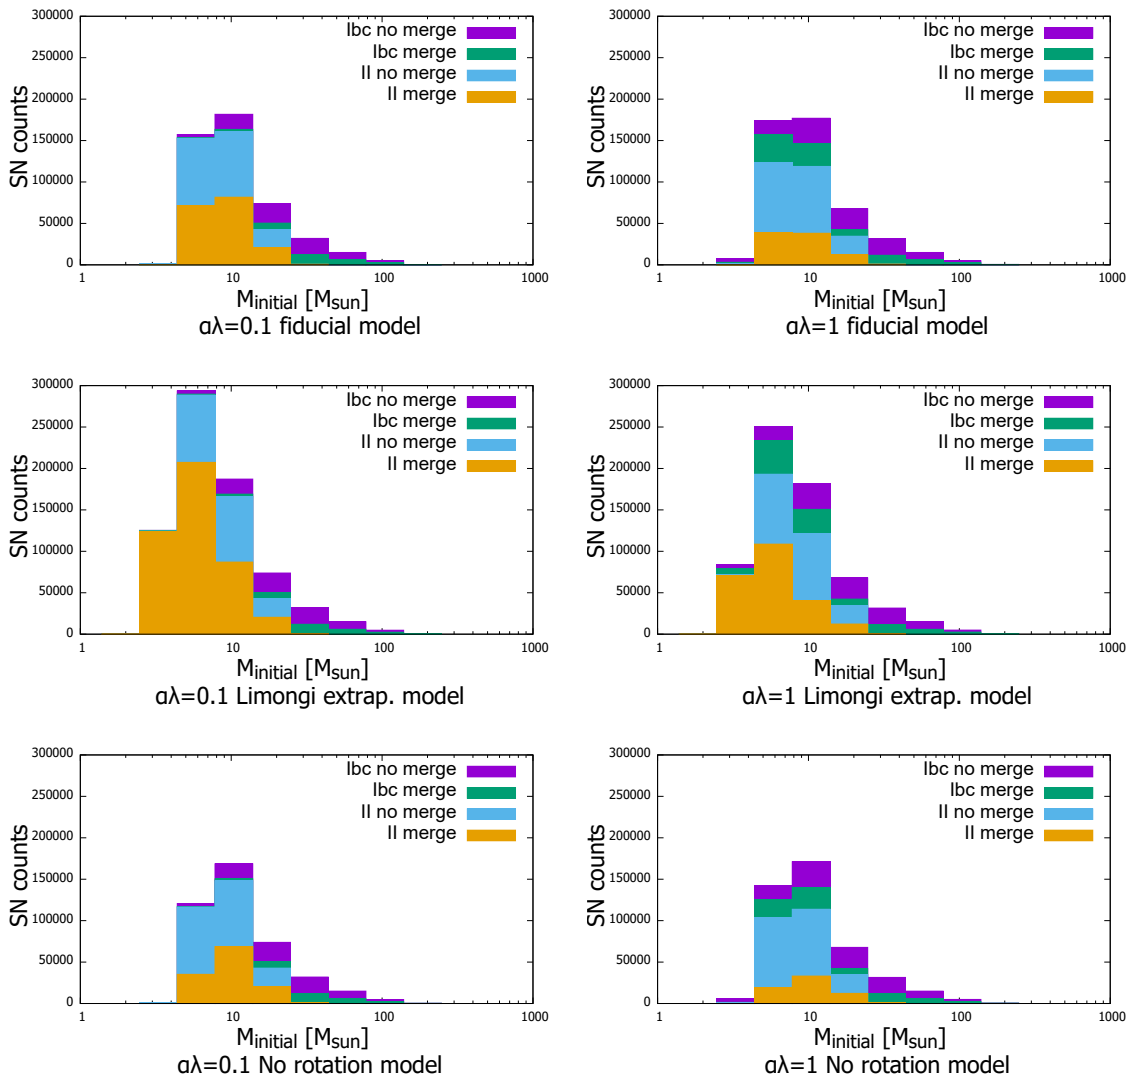 300000
250000
200000
150000
100000
50000
0
SN counts
Ibc no merge
Ibc merge
II no merge
II merge
1 10 100 1000
Minitial [Msun]
αλ=0.1 fiducial model
300000
250000
200000
150000
100000
50000
0
SN counts
Ibc no merge
Ibc merge
II no merge
II merge
1 10 100 1000
Minitial [Msun]
αλ=1 fiducial model
300000
250000
200000
150000
100000
50000
0
SN counts
Ibc no merge
Ibc merge
II no merge
II merge
1 10 100 1000
Minitial [Msun]
αλ=0.1 Limongi extrap. model
300000
250000
200000
150000
100000
50000
0
SN counts
Ibc no merge
Ibc merge
II no merge
II merge
1 10 100 1000
Minitial [Msun]
αλ=1 Limongi extrap. model
300000
250000
200000
150000
100000
50000
0
SN counts
Ibc no merge
Ibc merge
II no merge
II merge
1 10 100 1000
Minitial [Msun]
αλ=0.1 No rotation model
300000
250000
200000
150000
100000
50000
0
SN counts
Ibc no merge
Ibc merge
II no merge
II merge
1 10 100 1000
Minitial [Msun]
αλ=1 No rotation model